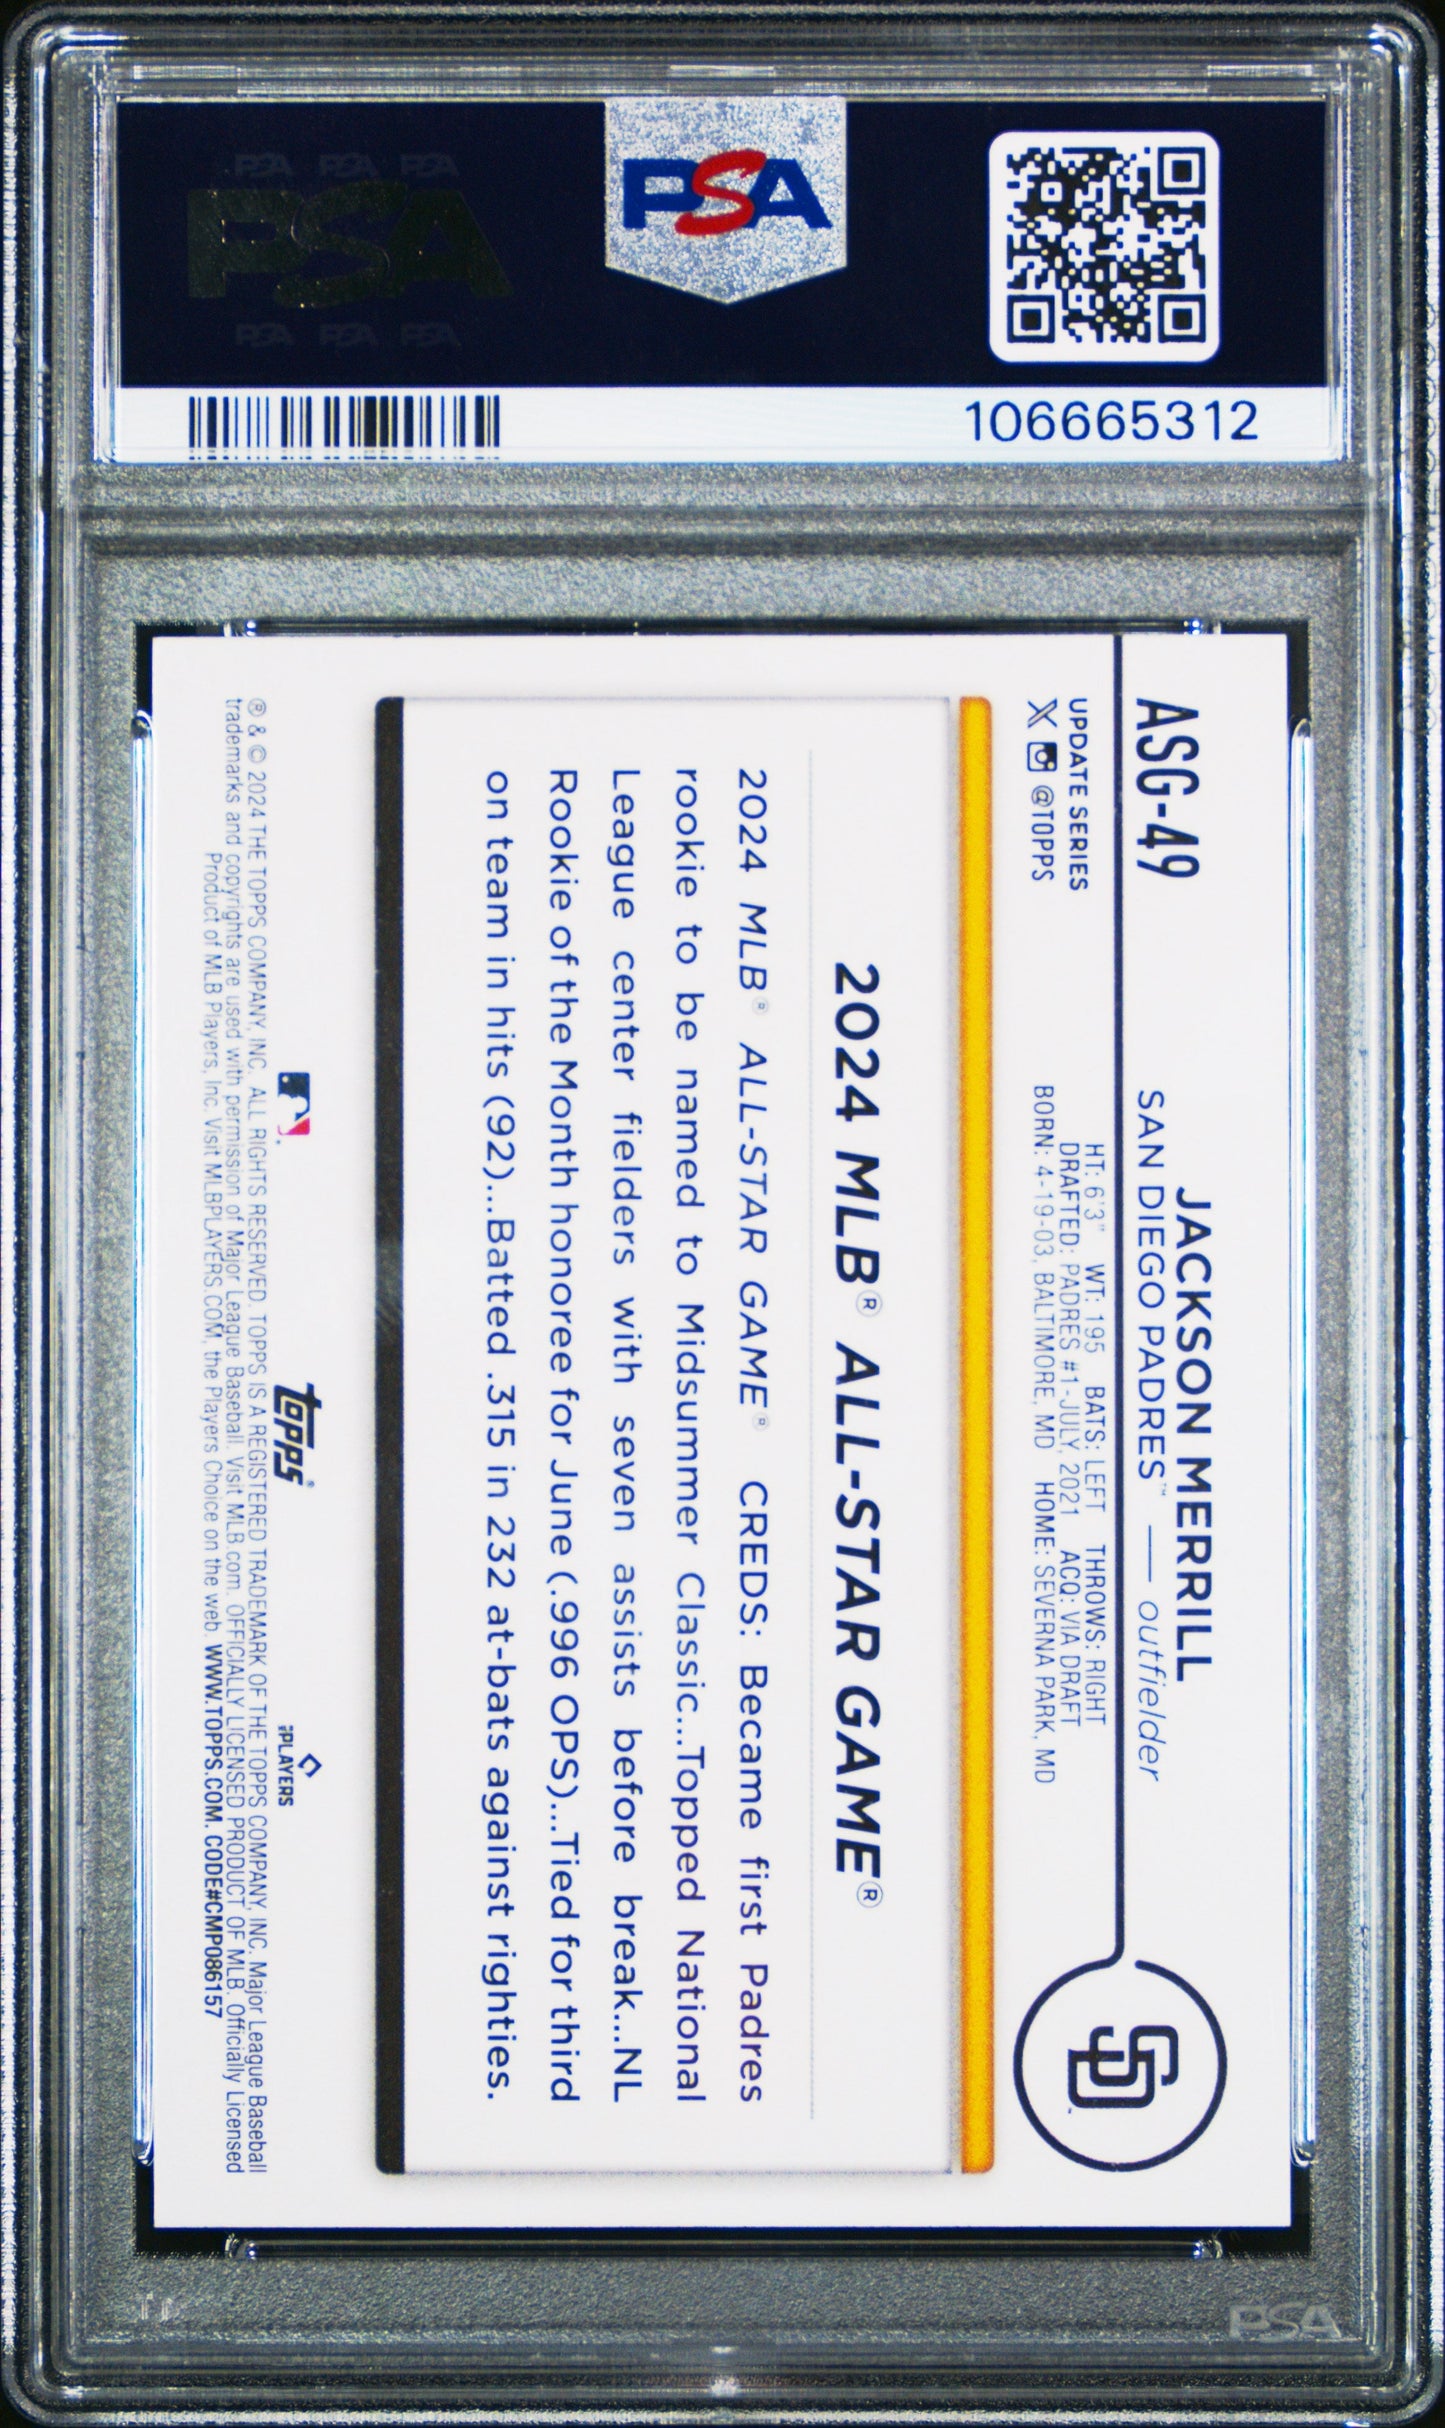 PSA PSA PSA
PSA
PSA PSA PSA
PSA
106665312
ASG-49
JACKSON MERRILL
SAN DIEGO PADRES™ — outfielder
UPDATE SERIES
X @TOPPS
HT: 6'3" WT: 195 BATS: LEFT THROWS: RIGHT
DRAFTED: PADRES #1-JULY, 2021 ACQ: VIA DRAFT
BORN: 4-19-03, BALTIMORE, MD HOME: SEVERNA PARK, MD
SD
2024 MLB® ALL-STAR GAME®
2024 MLB® ALL-STAR GAME® CREDS: Became first Padres
rookie to be named to Midsummer Classic...Topped National
League center fielders with seven assists before break...NL
Rookie of the Month honoree for June (.996 OPS)...Tied for third
on team in hits (92)...Batted .315 in 232 at-bats against righties.
topps®
PLAYERS
® & © 2024 THE TOPPS COMPANY, INC. ALL RIGHTS RESERVED. TOPPS IS A REGISTERED TRADEMARK OF THE TOPPS COMPANY, INC. Major League Baseball
trademarks and copyrights are used with permission of Major League Baseball. Visit MLB.com. OFFICIALLY LICENSED PRODUCT OF MLB. Officially Licensed
Product of MLB Players, Inc. Visit MLBPLAYERS.COM, the Players Choice on the web. WWW.TOPPS.COM. CODE#CMP086157
PSA